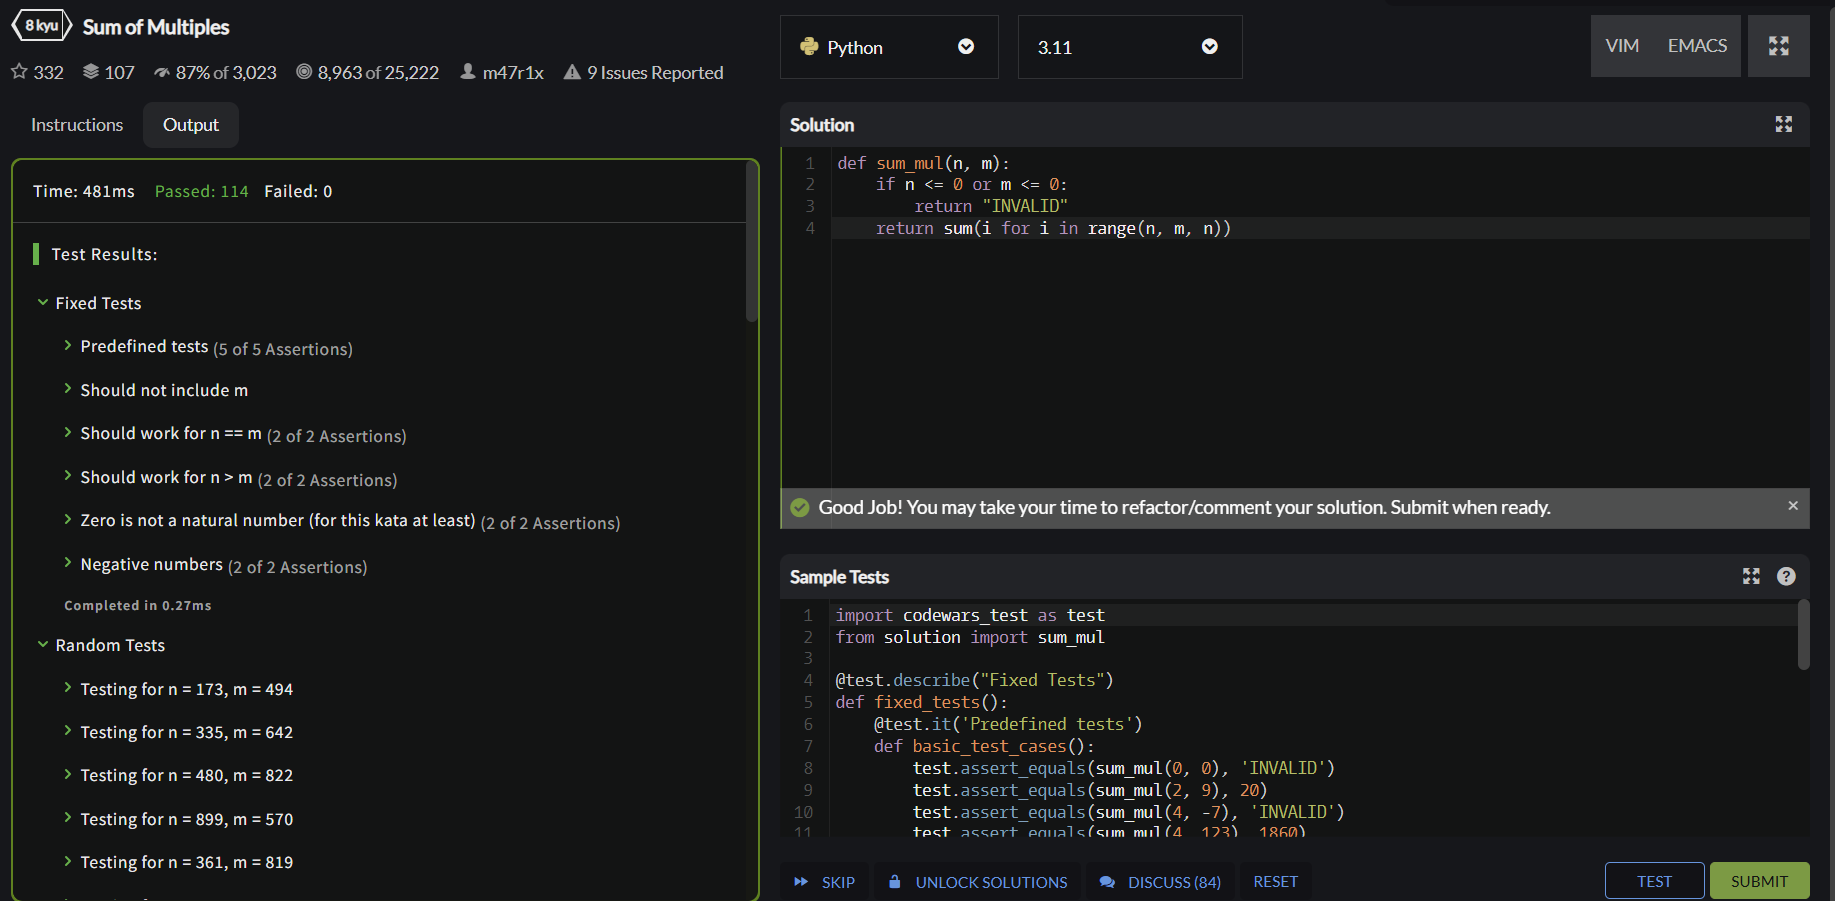 8 kyu Sum of Multiples
332 107 87% of 3,023 8,963 of 25,222 m47r1x 9 Issues Reported
Instructions Output
Time: 481ms Passed: 114 Failed: 0
Test Results:
Fixed Tests
Predefined tests (5 of 5 Assertions)
Should not include m
Should work for n == m (2 of 2 Assertions)
Should work for n > m (2 of 2 Assertions)
Zero is not a natural number (for this kata at least) (2 of 2 Assertions)
Negative numbers (2 of 2 Assertions)
Completed in 0.27ms
Random Tests
Testing for n = 173, m = 494
Testing for n = 335, m = 642
Testing for n = 480, m = 822
Testing for n = 899, m = 570
Testing for n = 361, m = 819
Python 3.11 VIM EMACS
Solution
1 def sum_mul(n, m):
2     if n <= 0 or m <= 0:
3         return "INVALID"
4     return sum(i for i in range(n, m, n))
Good Job! You may take your time to refactor/comment your solution. Submit when ready. ×
Sample Tests ?
1 import codewars_test as test
2 from solution import sum_mul
3
4 @test.describe("Fixed Tests")
5 def fixed_tests():
6     @test.it('Predefined tests')
7     def basic_test_cases():
8         test.assert_equals(sum_mul(0, 0), 'INVALID')
9         test.assert_equals(sum_mul(2, 9), 20)
10         test.assert_equals(sum_mul(4, -7), 'INVALID')
11         test.assert_equals(sum_mul(4, 123), 1860)
SKIP UNLOCK SOLUTIONS DISCUSS (84) RESET TEST SUBMIT